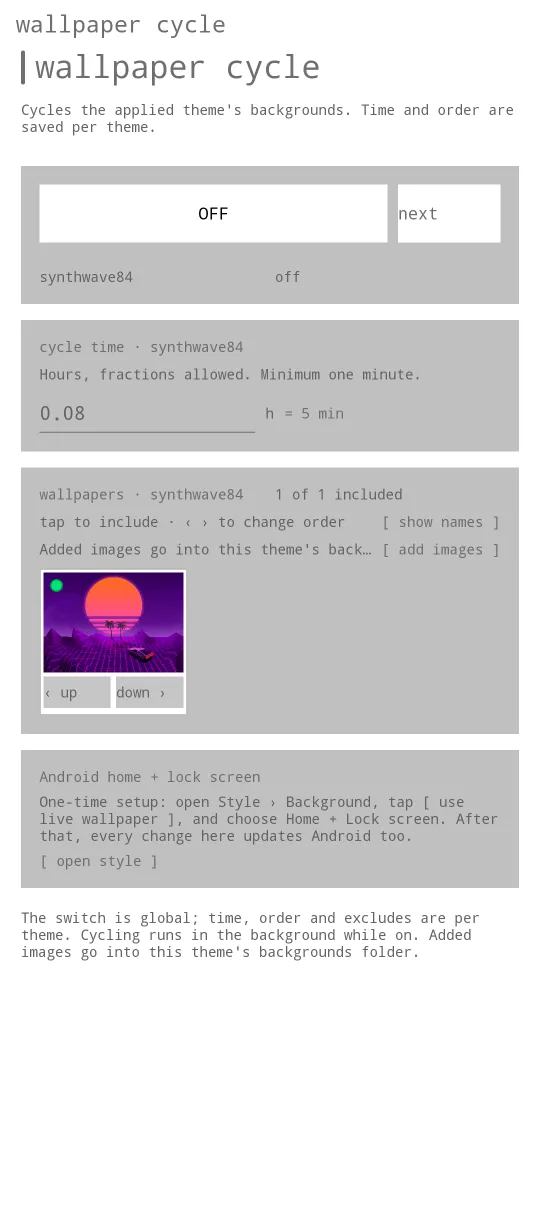 wallpaper cycle
wallpaper cycle
Cycles the applied theme's backgrounds. Time and order are
saved per theme.
OFF
next
synthwave84 off
cycle time · synthwave84
Hours, fractions allowed. Minimum one minute.
0.08 h = 5 min
wallpapers · synthwave84 1 of 1 included
tap to include · ‹ › to change order [ show names ]
Added images go into this theme's back… [ add images ]
‹ up down ›
Android home + lock screen
One-time setup: open Style › Background, tap [ use
live wallpaper ], and choose Home + Lock screen. After
that, every change here updates Android too.
[ open style ]
The switch is global; time, order and excludes are per
theme. Cycling runs in the background while on. Added
images go into this theme's backgrounds folder.